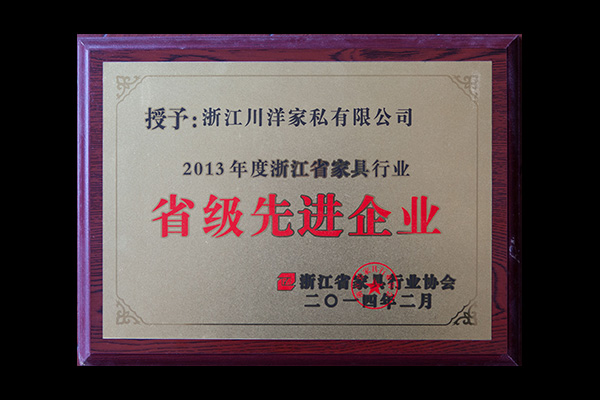 授予：浙江川洋家私有限公司
2013年度浙江省家具行业
省级先进企业
浙江省家具行业协会
二〇一四年二月